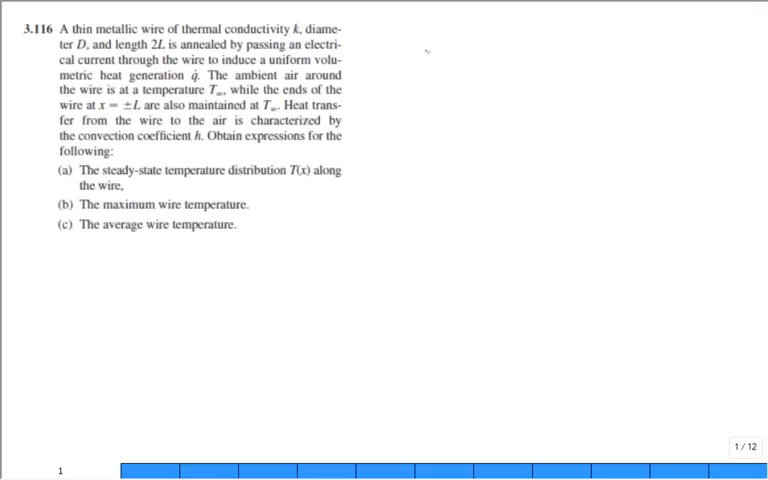 3.116 A thin metallic wire of thermal conductivity k, diame-
ter D, and length 2L is annealed by passing an electri-
cal current through the wire to induce a uniform volu-
metric heat generation q̇. The ambient air around
the wire is at a temperature T∞, while the ends of the
wire at x = ±L are also maintained at T∞. Heat trans-
fer from the wire to the air is characterized by
the convection coefficient h. Obtain expressions for the
following:
(a) The steady-state temperature distribution T(x) along
the wire,
(b) The maximum wire temperature.
(c) The average wire temperature.
1 / 12
1